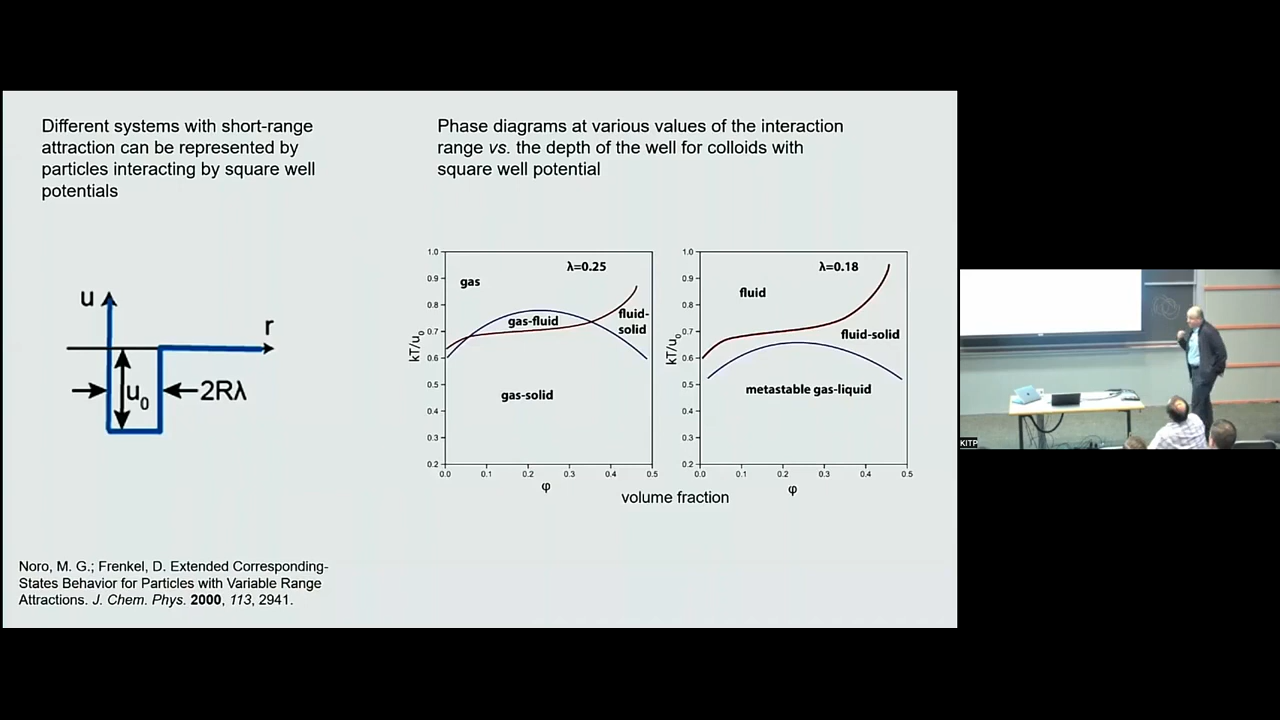 Different systems with short-range
attraction can be represented by
particles interacting by square well
potentials
Phase diagrams at various values of the interaction
range vs. the depth of the well for colloids with
square well potential
u
r
u0
2Rλ
1.0
0.9
0.8
0.7
0.6
0.5
0.4
0.3
0.2
kT/u0
λ=0.25
gas
gas-fluid
fluid-
solid
gas-solid
0.0 0.1 0.2 0.3 0.4 0.5
φ
1.0
0.9
0.8
0.7
0.6
0.5
0.4
0.3
0.2
kT/u0
λ=0.18
fluid
fluid-solid
metastable gas-liquid
0.0 0.1 0.2 0.3 0.4 0.5
φ
volume fraction
Noro, M. G.; Frenkel, D. Extended Corresponding-
States Behavior for Particles with Variable Range
Attractions. J. Chem. Phys. 2000, 113, 2941.
KITP